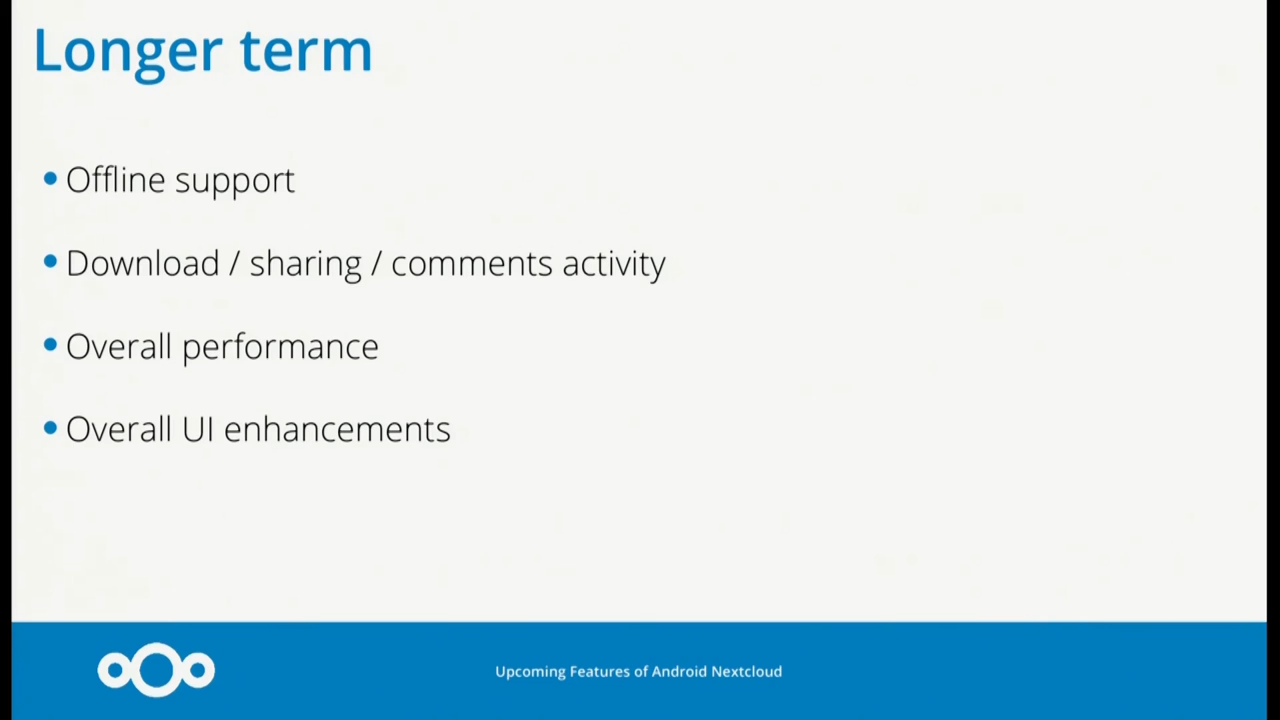 Longer term
• Offline support
• Download / sharing / comments activity
• Overall performance
• Overall UI enhancements
Upcoming Features of Android Nextcloud